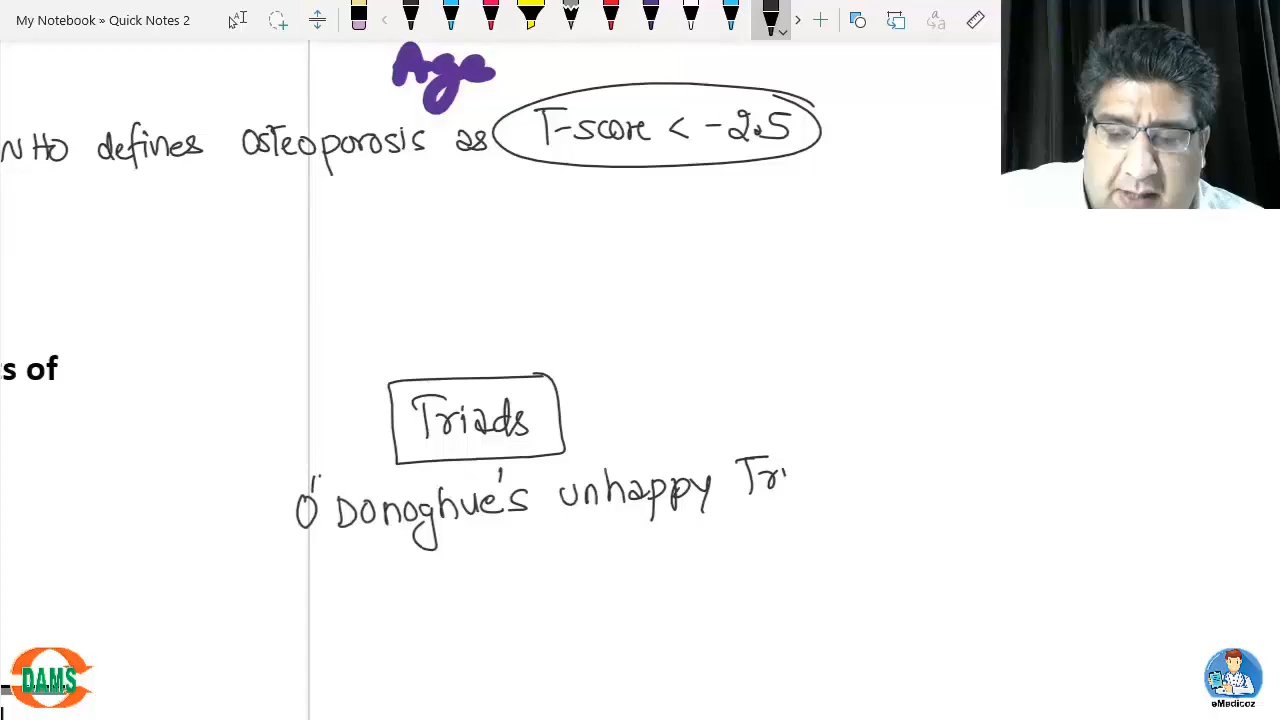 My Notebook » Quick Notes 2
Age
WHO defines Osteoporosis as T-score < -2.5
s of
Triads
O'Donoghue's unhappy Tri
DAMS
eMedicoz